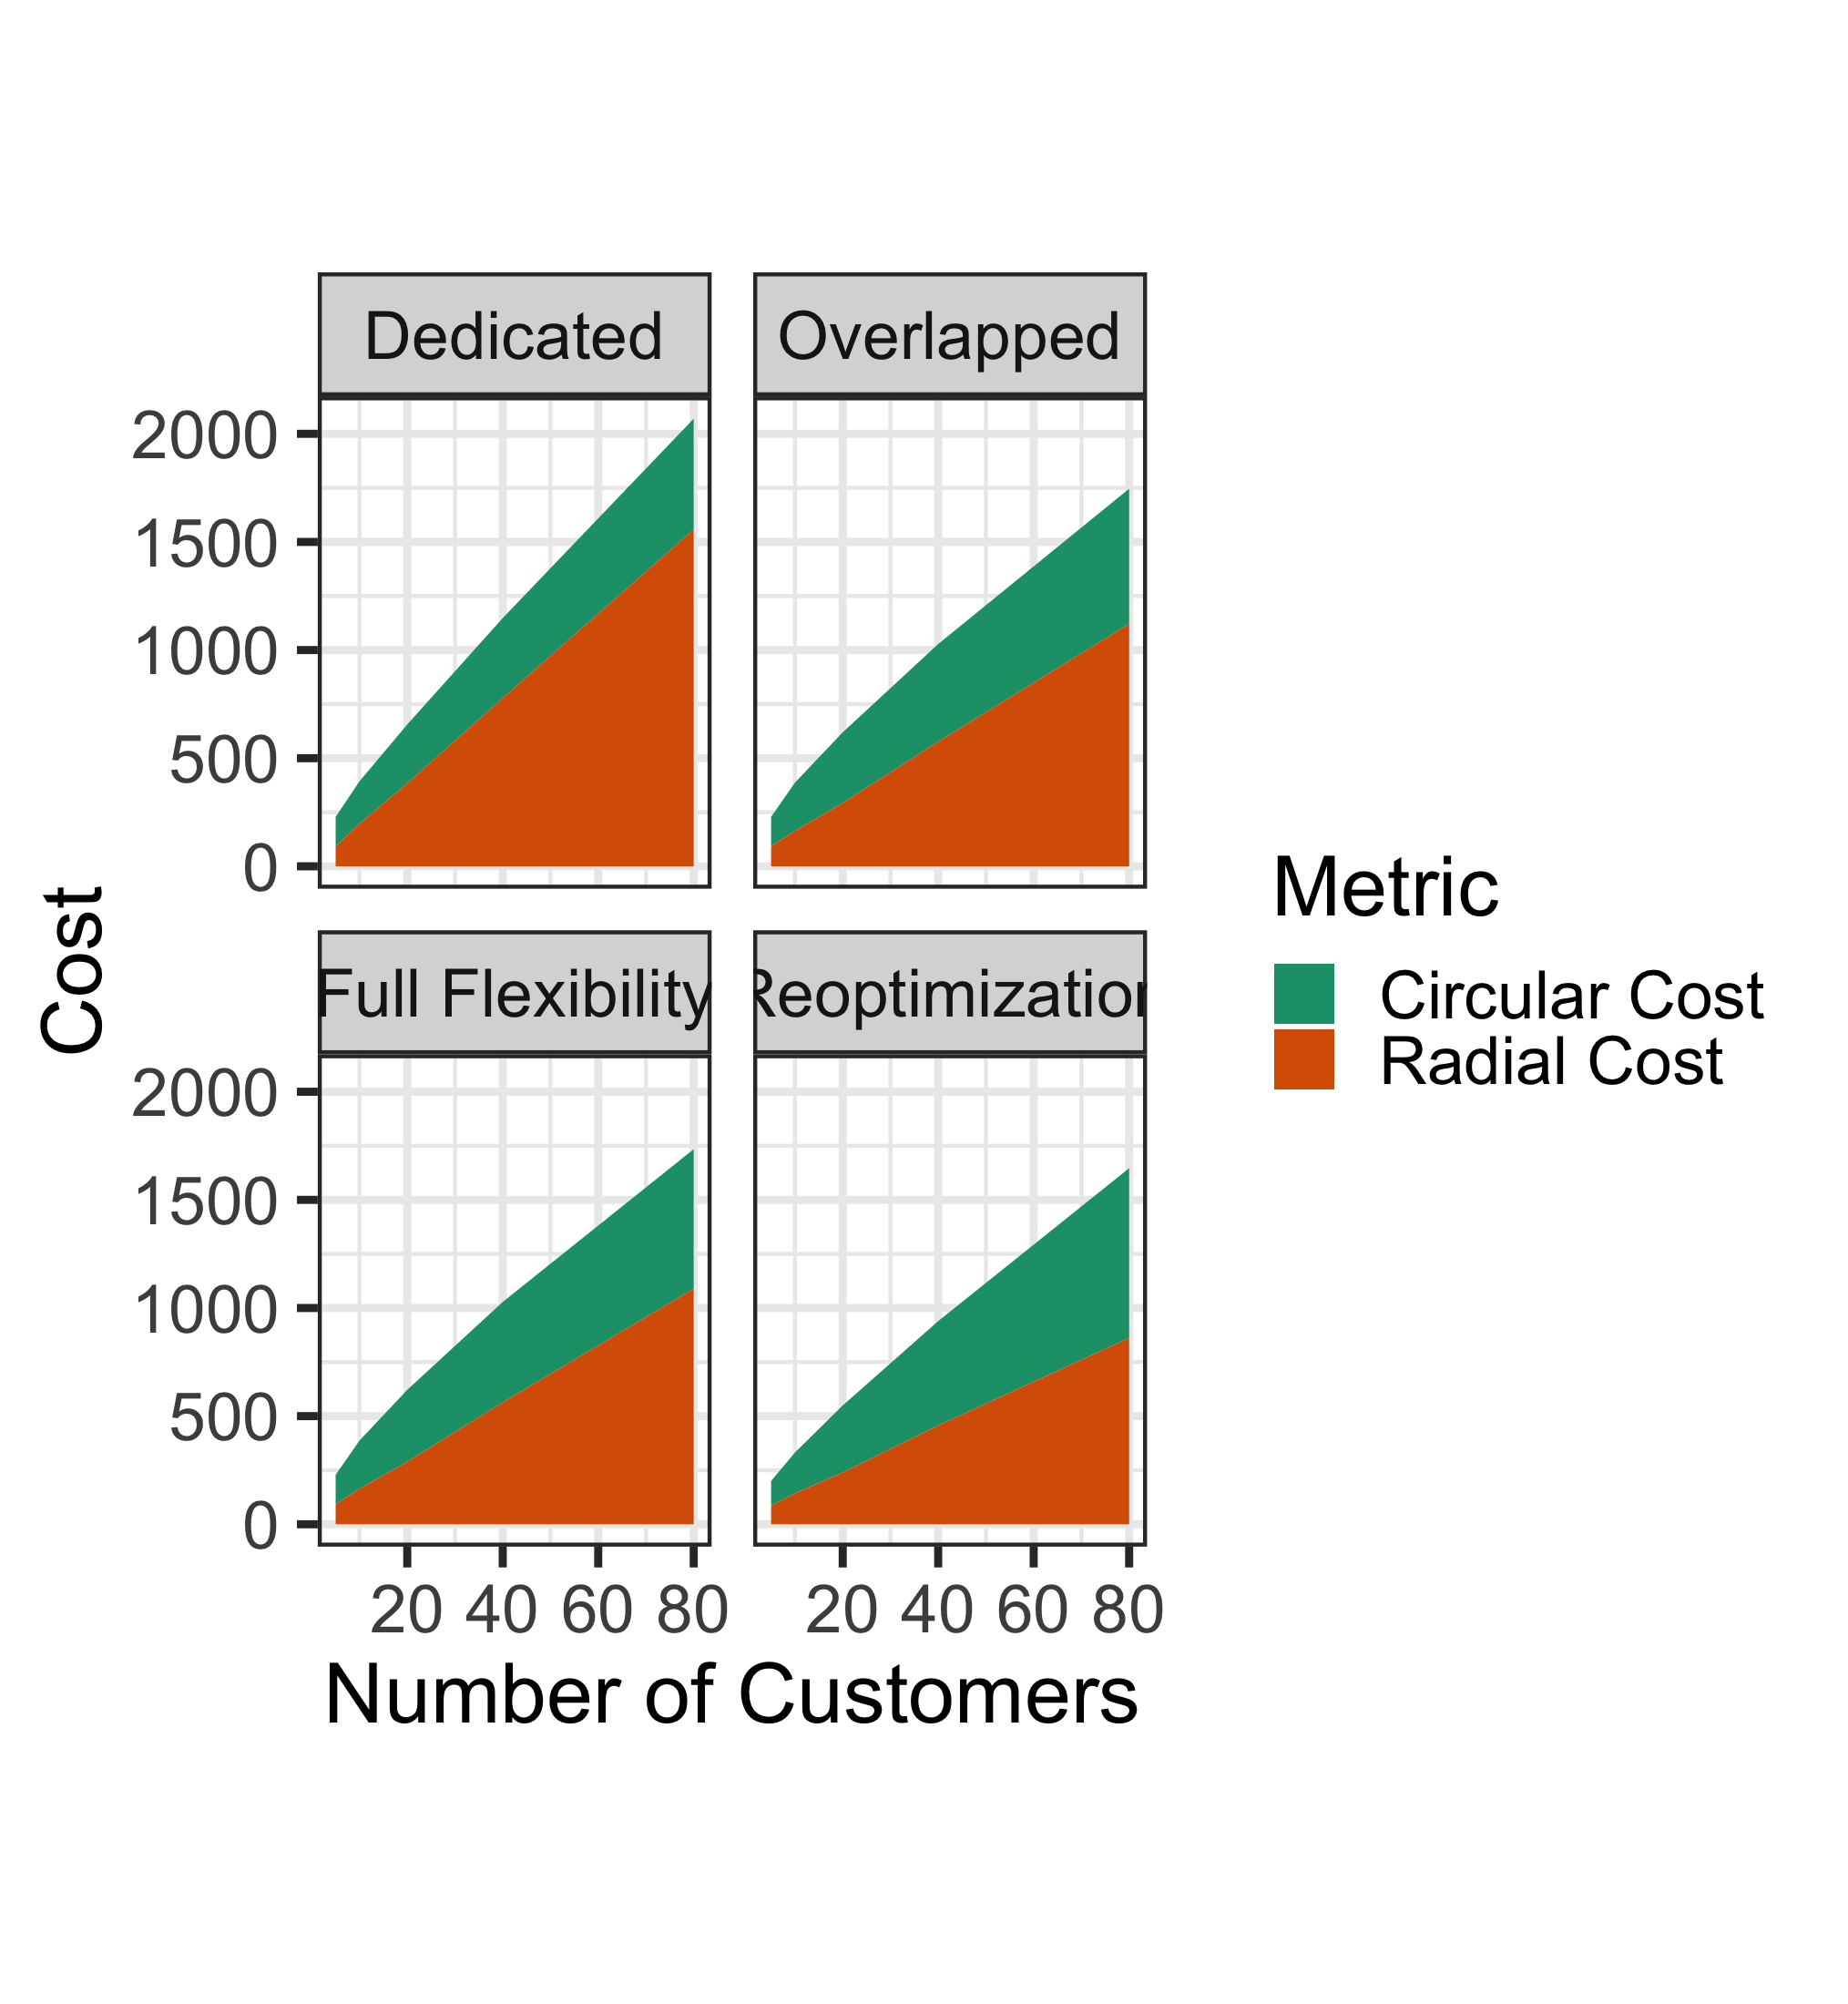 Dedicated
Overlapped
2000
1500
1000
500
0
Full Flexibility
Reoptimization
2000
1500
1000
500
0
20 40 60 80
20 40 60 80
Number of Customers
Cost
Metric
Circular Cost
Radial Cost